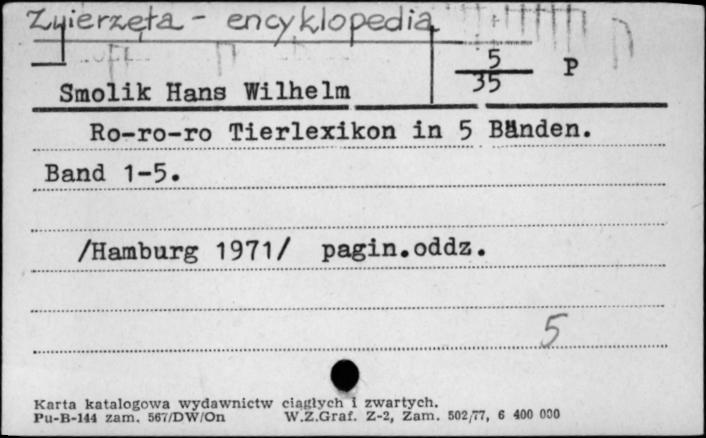 Zwierzęta - encyklopedia
5
35 P
Smolik Hans Wilhelm
Ro-ro-ro Tierlexikon in 5 Bänden.
Band 1-5.
/Hamburg 1971/ pagin.oddz.
5
Karta katalogowa wydawnictw ciągłych i zwartych.
Pu-B-144 zam. 567/DW/On W.Z.Graf. Z-2, Zam. 502/77, 6 400 000